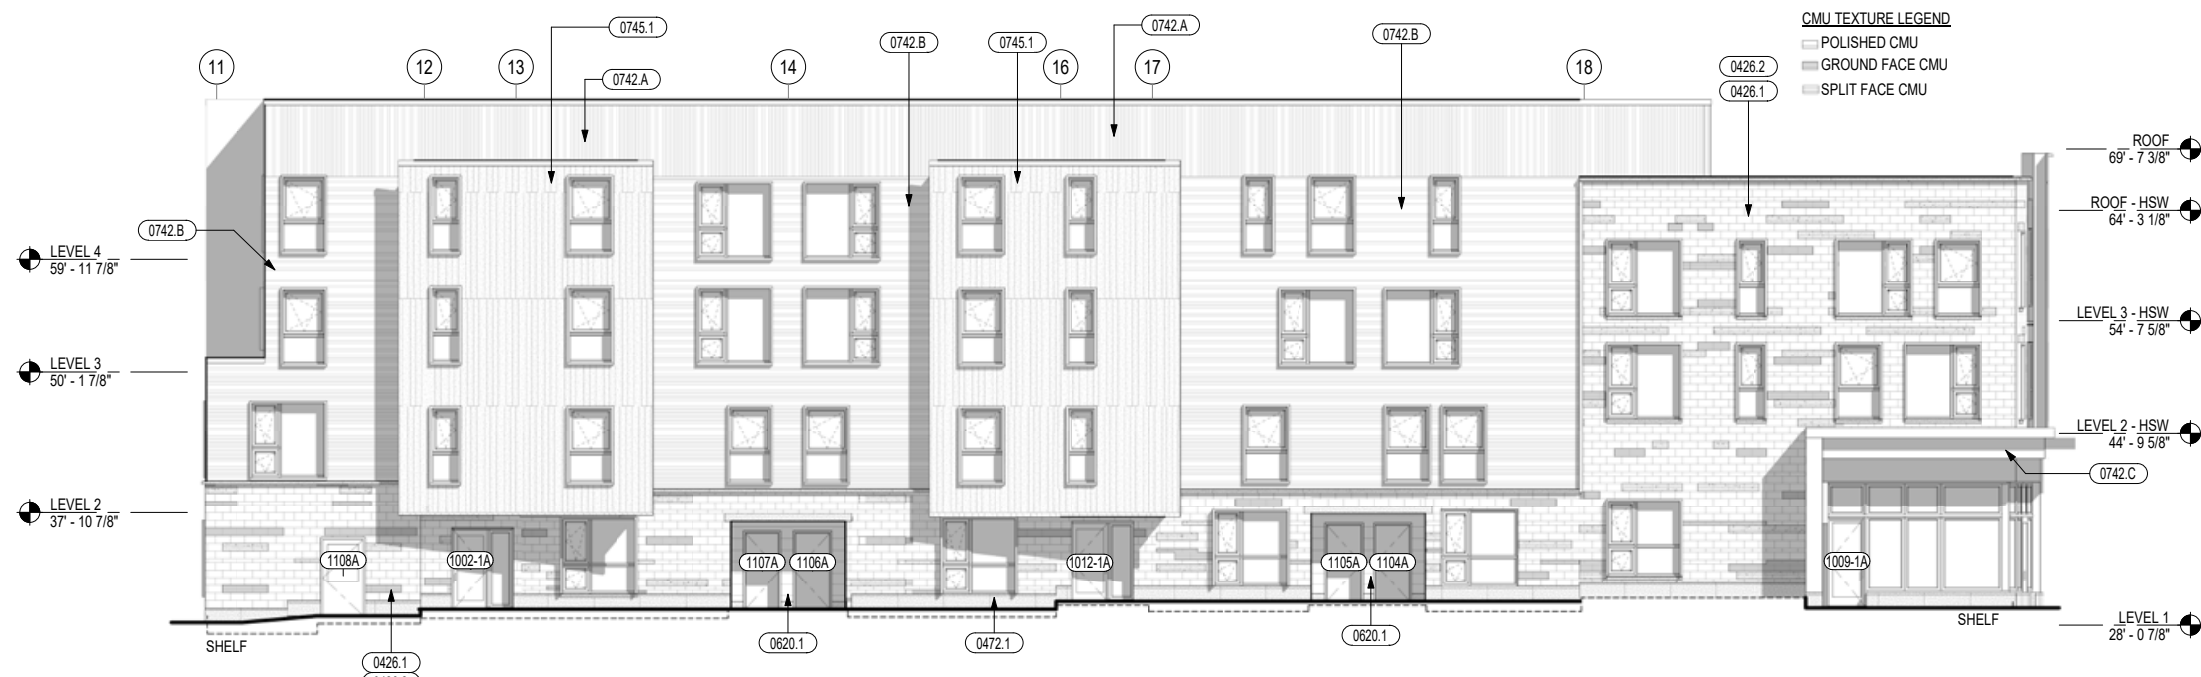 CMU TEXTURE LEGEND
POLISHED CMU
GROUND FACE CMU
SPLIT FACE CMU
0745.1
0742.A
0742.B
0745.1
0742.B
11
12
13
14
16
17
18
0742.A
0426.2
0426.1
ROOF
69' - 7 3/8"
ROOF - HSW
64' - 3 1/8"
0742.B
LEVEL 4
59' - 11 7/8"
LEVEL 3 - HSW
54' - 7 5/8"
LEVEL 3
50' - 1 7/8"
LEVEL 2 - HSW
44' - 9 5/8"
0742.C
LEVEL 2
37' - 10 7/8"
1108A
1002-1A
1107A
1106A
1012-1A
1105A
1104A
1009-1A
SHELF
SHELF
LEVEL 1
28' - 0 7/8"
0620.1
0472.1
0620.1
0426.1